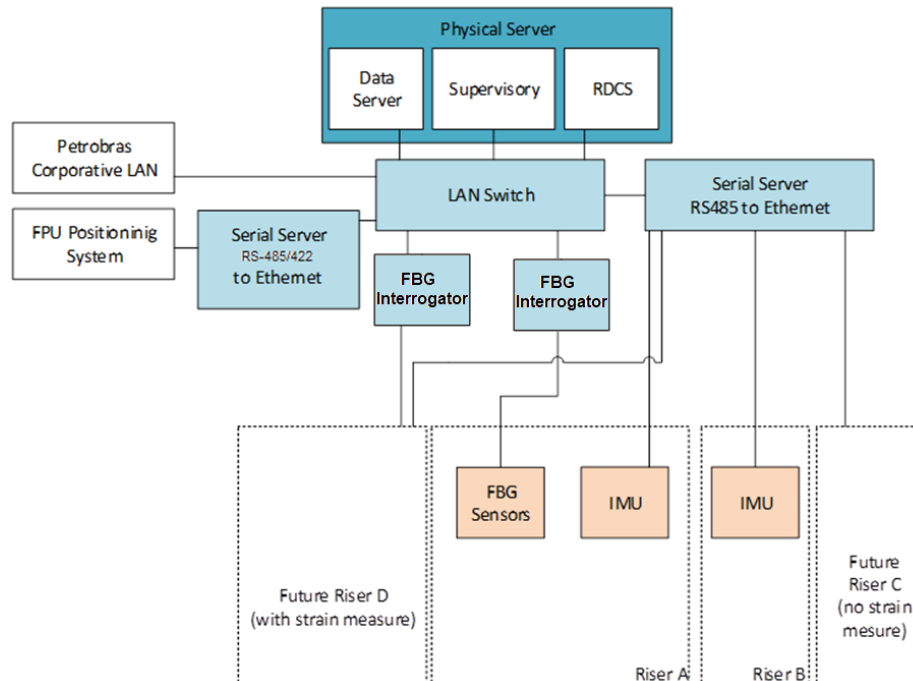 Physical Server
Data
Server
Supervisory
RDCS
Petrobras
Corporative LAN
LAN Switch
Serial Server
RS485 to Ethernet
FPU Positioninig
System
Serial Server
RS-485/422
to Ethernet
FBG
Interrogator
FBG
Interrogator
FBG
Sensors
IMU
IMU
Future Riser D
(with strain measure)
Future
Riser C
(no strain
mesure)
Riser A
Riser B